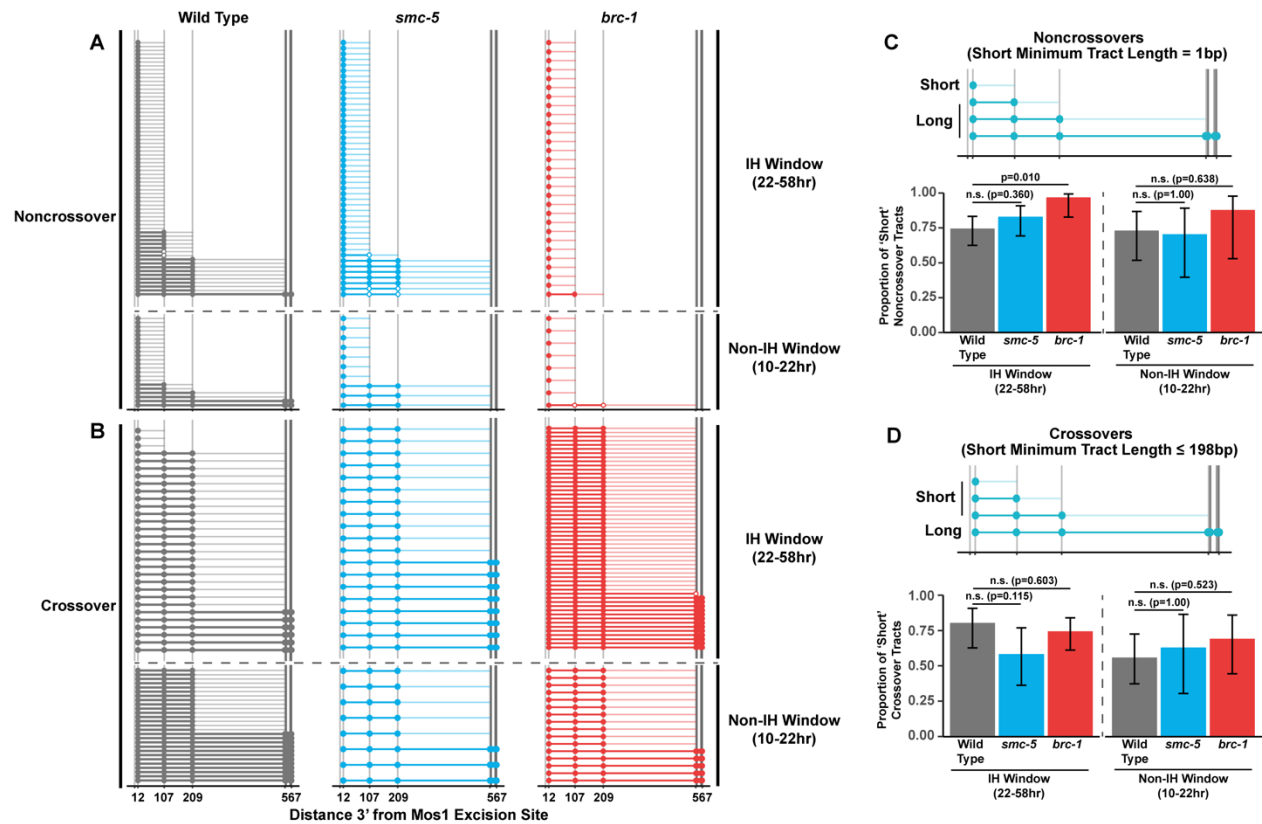 Wild Type
smc-5
brc-1
A
Noncrossover
IH Window
(22-58hr)
Non-IH Window
(10-22hr)
B
Crossover
IH Window
(22-58hr)
Non-IH Window
(10-22hr)
12 107 209 567
12 107 209 567
12 107 209 567
Distance 3' from Mos1 Excision Site
C
Noncrossovers
(Short Minimum Tract Length = 1bp)
Short
Long
p=0.010
n.s. (p=0.360)
n.s. (p=0.638)
n.s. (p=1.00)
Proportion of 'Short'
Noncrossover Tracts
1.00
0.75
0.50
0.25
0.00
Wild
Type
smc-5
brc-1
Wild
Type
smc-5
brc-1
IH Window
(22-58hr)
Non-IH Window
(10-22hr)
D
Crossovers
(Short Minimum Tract Length ≤ 198bp)
Short
Long
n.s. (p=0.603)
n.s. (p=0.115)
n.s. (p=0.523)
n.s. (p=1.00)
Proportion of 'Short'
Crossover Tracts
1.00
0.75
0.50
0.25
0.00
Wild
Type
smc-5
brc-1
Wild
Type
smc-5
brc-1
IH Window
(22-58hr)
Non-IH Window
(10-22hr)